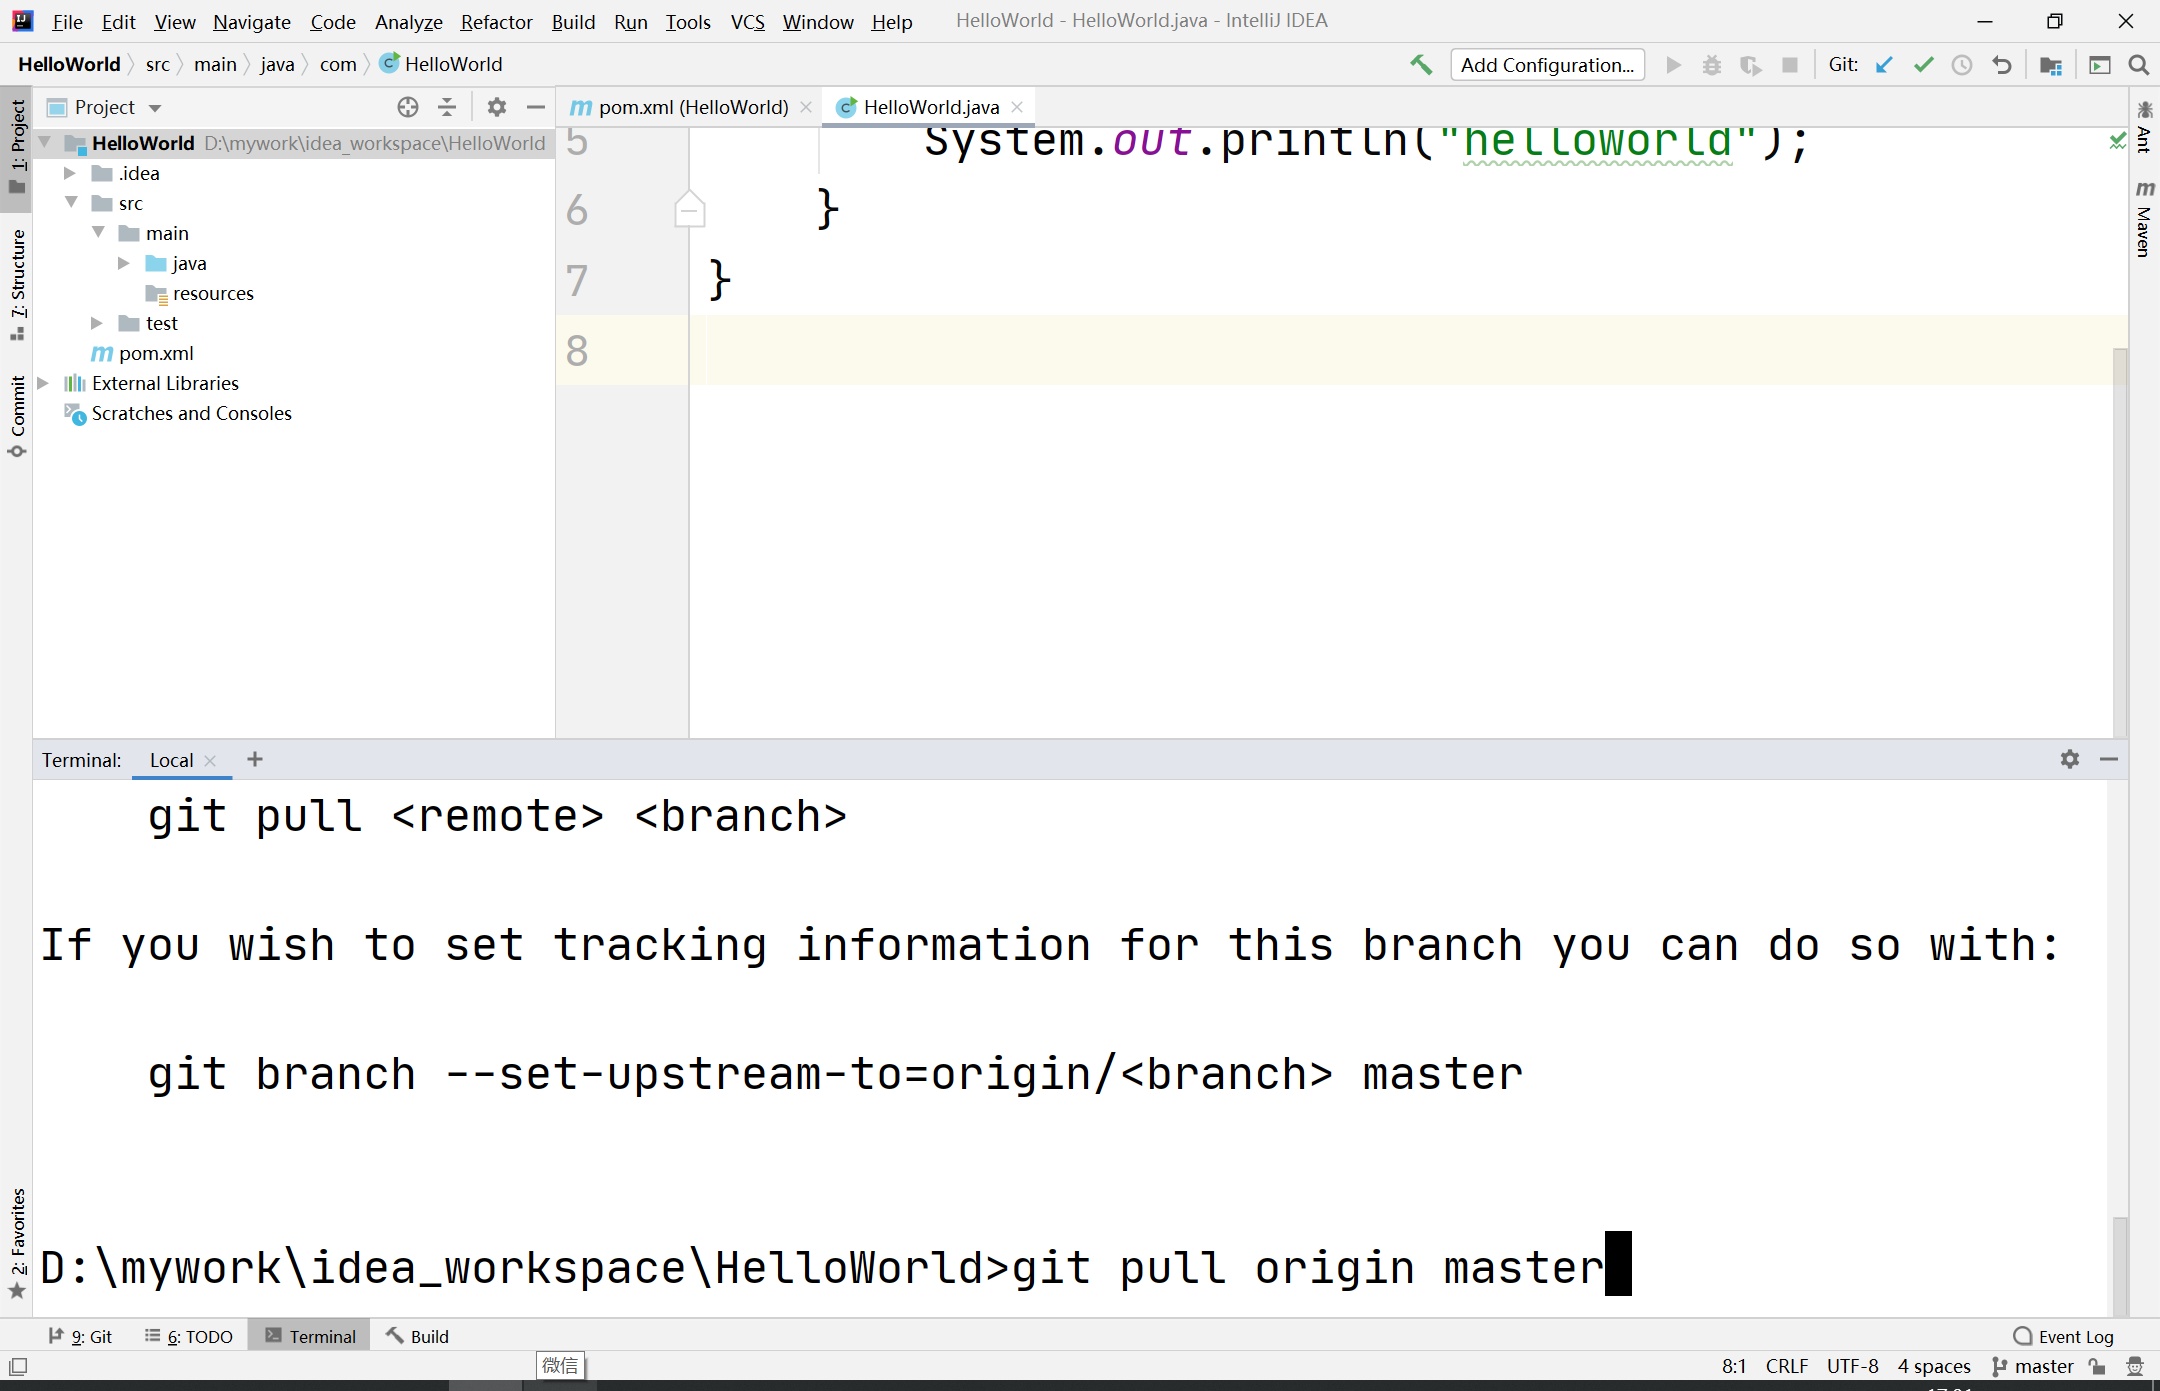 File Edit View Navigate Code Analyze Refactor Build Run Tools VCS Window Help HelloWorld - HelloWorld.java - IntelliJ IDEA
HelloWorld src main java com HelloWorld Add Configuration... Git:
Project
pom.xml (HelloWorld) HelloWorld.java
HelloWorld D:\mywork\idea_workspace\HelloWorld
.idea
src
main
java
resources
test
pom.xml
External Libraries
Scratches and Consoles
5 System.out.println("helloworld");
6 }
7 }
8
1: Project
7: Structure
Commit
2: Favorites
Ant
Maven
Terminal: Local
git pull <remote> <branch>
If you wish to set tracking information for this branch you can do so with:
git branch --set-upstream-to=origin/<branch> master
D:\mywork\idea_workspace\HelloWorld>git pull origin master
9: Git 6: TODO Terminal Build Event Log
微信
8:1 CRLF UTF-8 4 spaces master